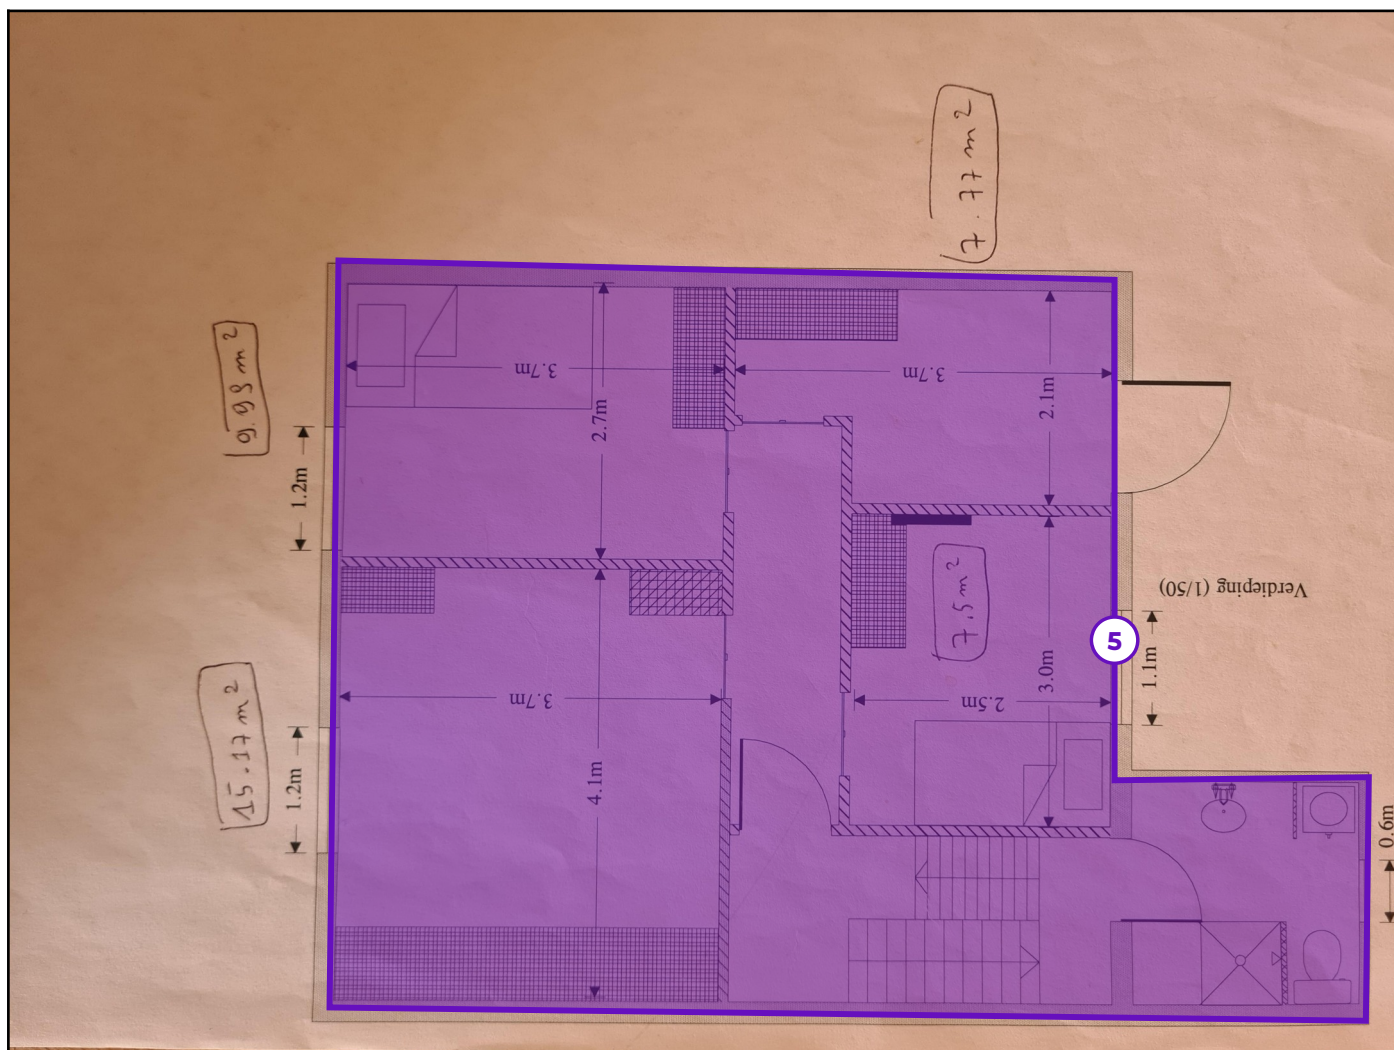 7.77 m²
9.99 m²
3.7m
3.7m
2.7m
2.1m
1.2m
Verdieping (1/50)
7.5 m²
5
15.17 m²
3.7m
2.5m
3.0m
1.1m
1.2m
4.1m
0.6m